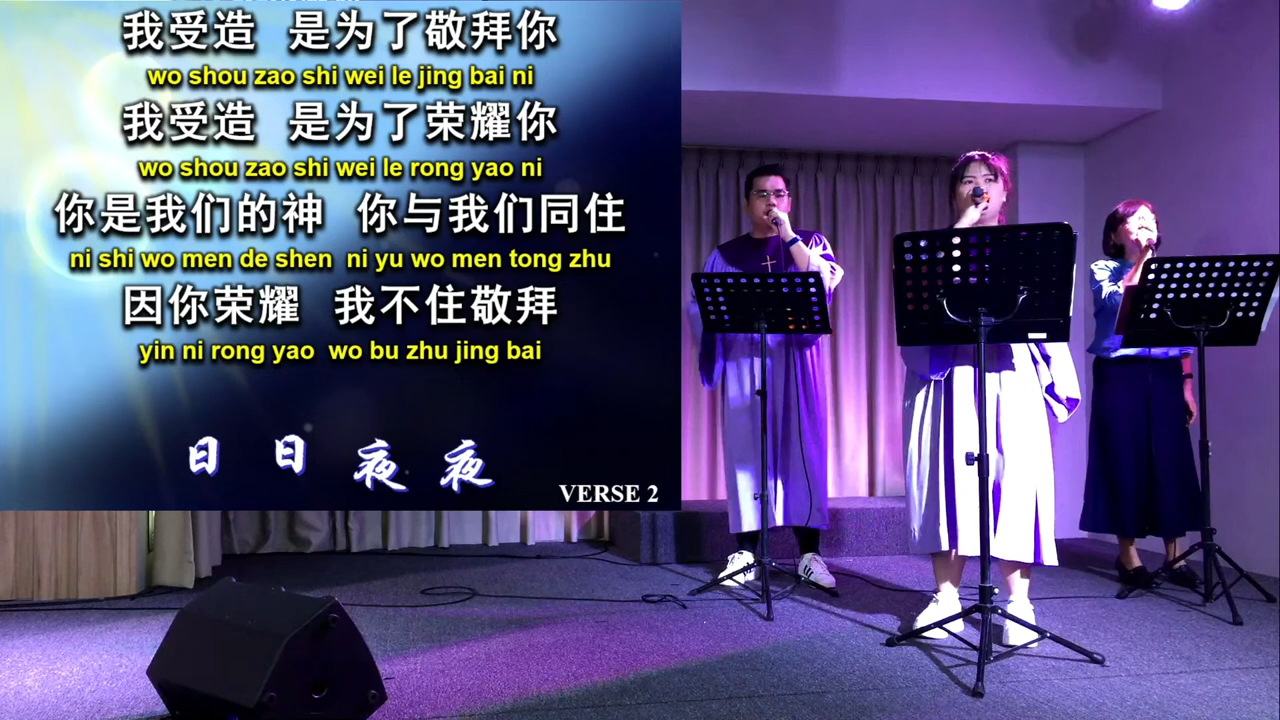 我受造 是为了敬拜你
wo shou zao shi wei le jing bai ni
我受造 是为了荣耀你
wo shou zao shi wei le rong yao ni
你是我们的神 你与我们同住
ni shi wo men de shen ni yu wo men tong zhu
因你荣耀 我不住敬拜
yin ni rong yao wo bu zhu jing bai
日日夜夜
VERSE 2